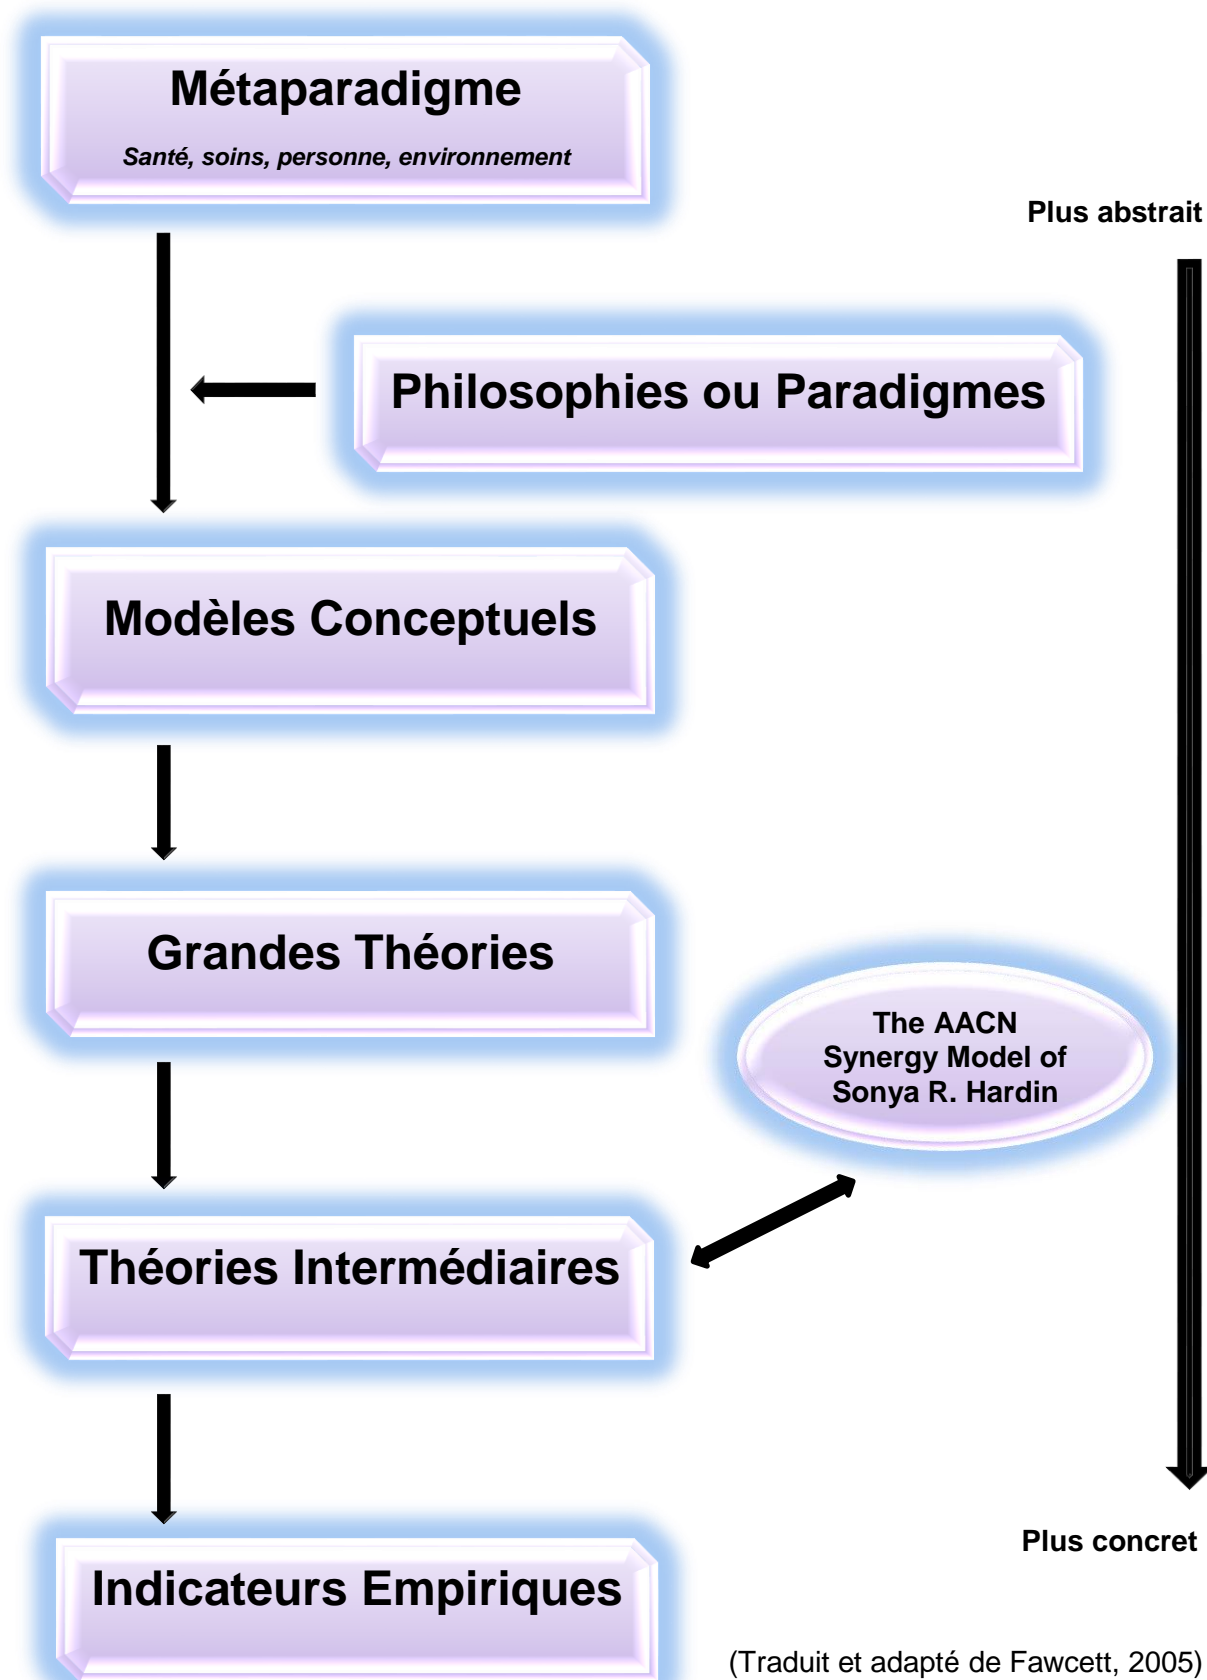 Métaparadigme
Santé, soins, personne, environnement
Plus abstrait
Philosophies ou Paradigmes
Modèles Conceptuels
Grandes Théories
The AACN
Synergy Model of
Sonya R. Hardin
Théories Intermédiaires
Plus concret
Indicateurs Empiriques
(Traduit et adapté de Fawcett, 2005)